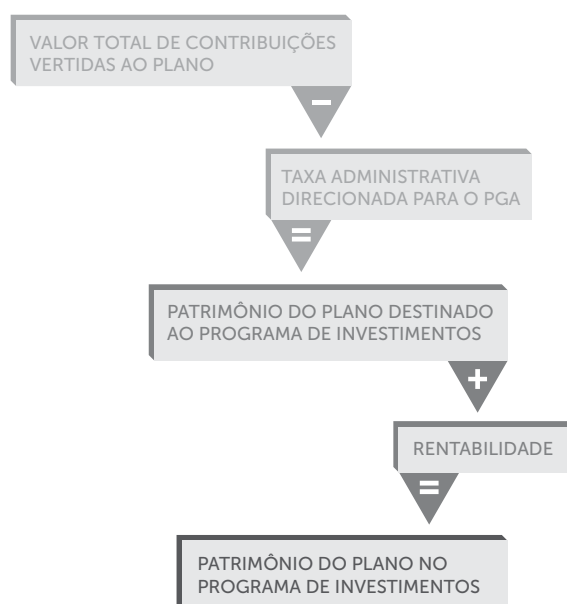 VALOR TOTAL DE CONTRIBUIÇÕES
VERTIDAS AO PLANO
-
TAXA ADMINISTRATIVA
DIRECIONADA PARA O PGA
=
PATRIMÔNIO DO PLANO DESTINADO
AO PROGRAMA DE INVESTIMENTOS
+
RENTABILIDADE
=
PATRIMÔNIO DO PLANO NO
PROGRAMA DE INVESTIMENTOS